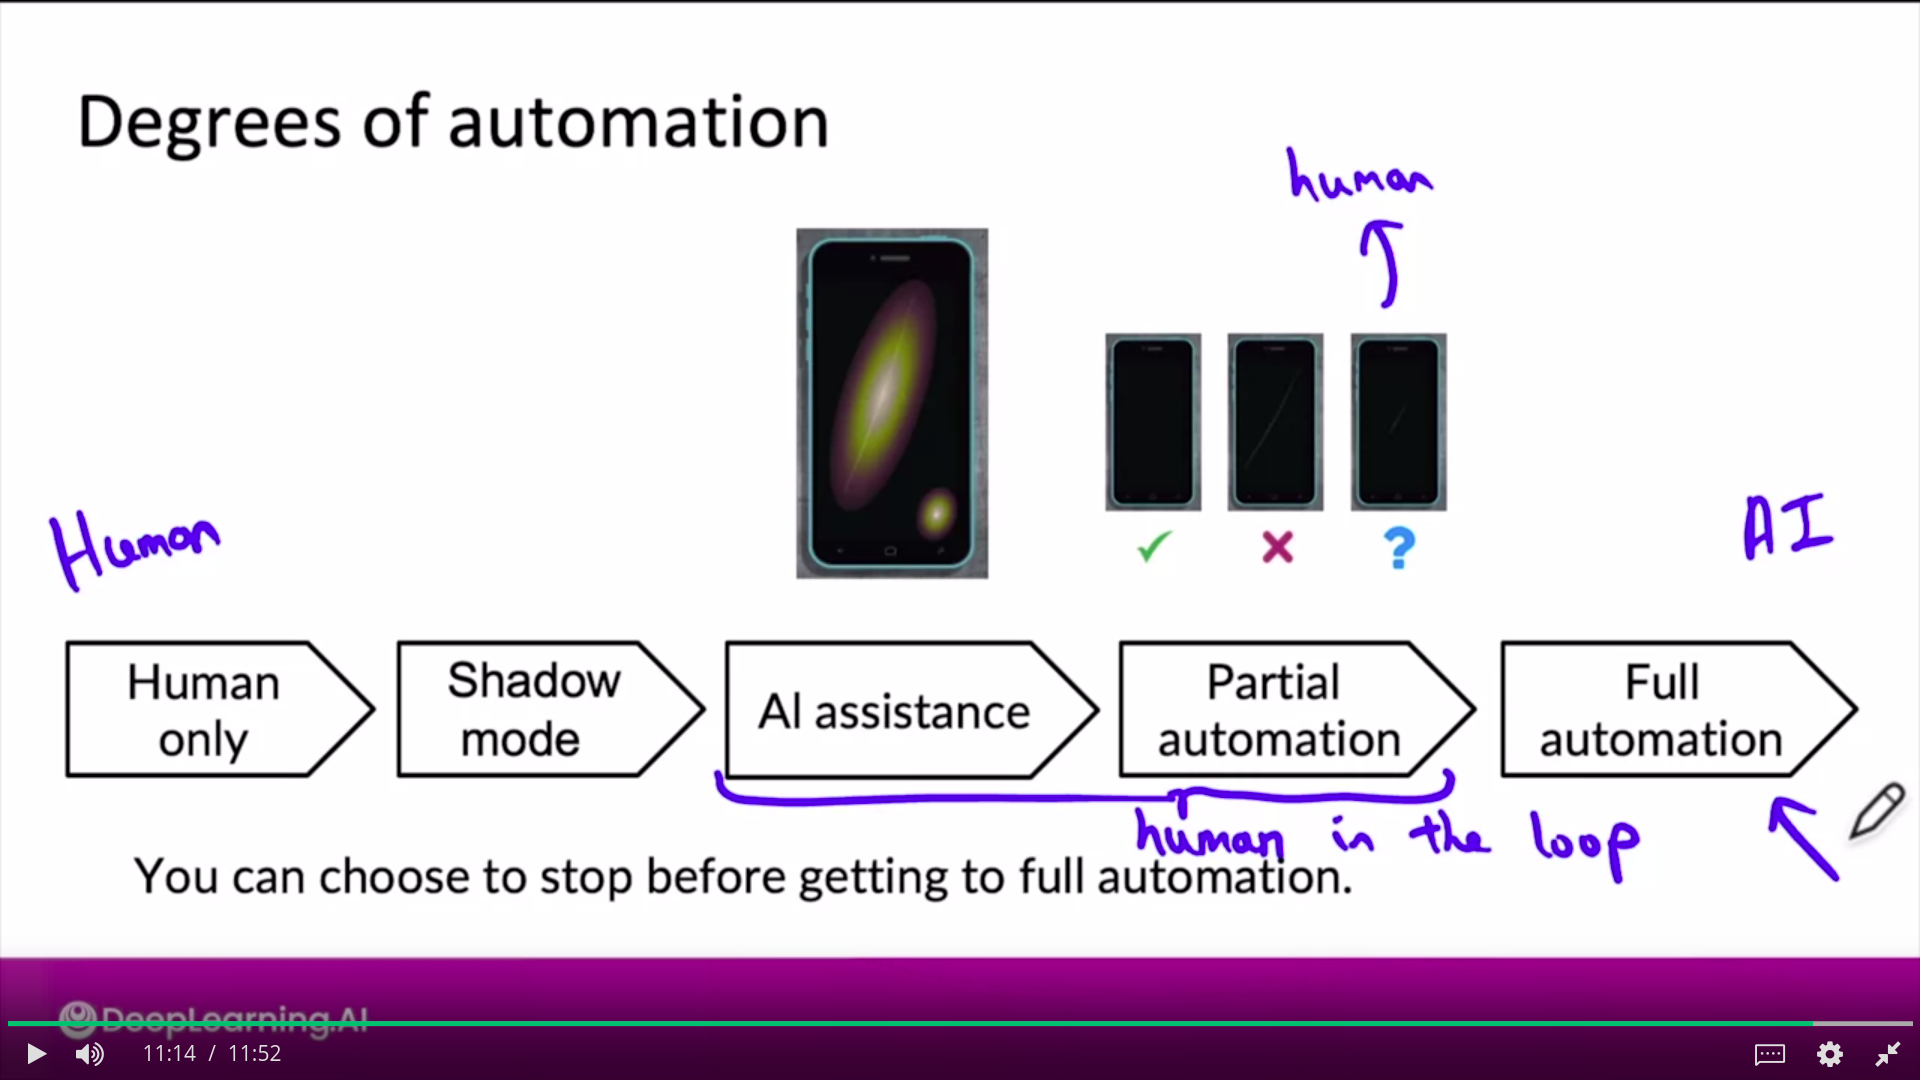 Degrees of automation
human
Human
AI
Human
only
Shadow
mode
AI assistance
Partial
automation
Full
automation
human in the loop
You can choose to stop before getting to full automation.
DeepLearning.AI
11:14 / 11:52